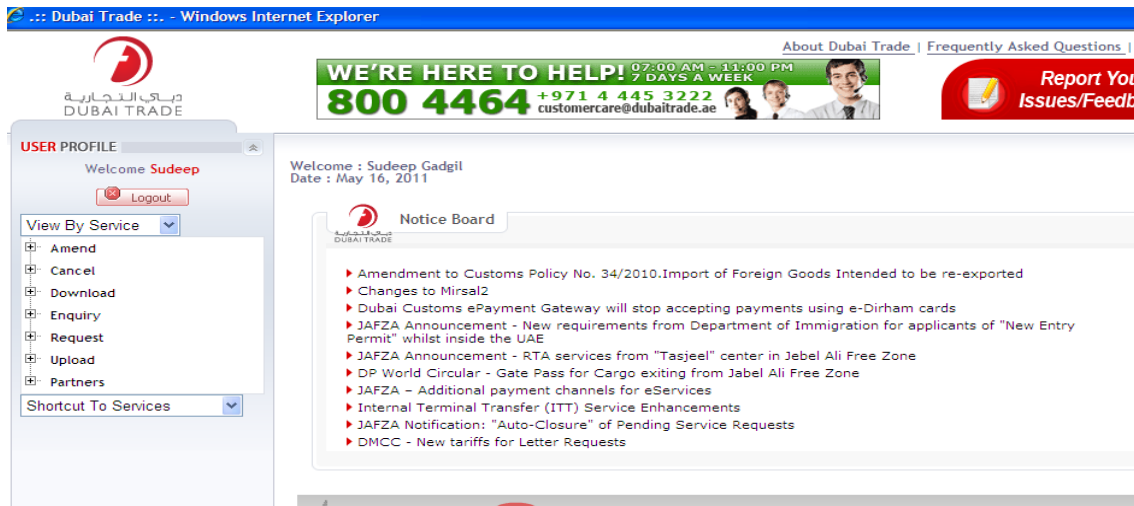 .:: Dubai Trade ::. - Windows Internet Explorer
About Dubai Trade | Frequently Asked Questions |
دبي التجارية
DUBAI TRADE
WE'RE HERE TO HELP! 07:00 AM - 11:00 PM
7 DAYS A WEEK
800 4464 +971 4 445 3222
customercare@dubaitrade.ae
Report You
Issues/Feedb
USER PROFILE
Welcome Sudeep
Logout
View By Service
Amend
Cancel
Download
Enquiry
Request
Upload
Partners
Shortcut To Services
Welcome : Sudeep Gadgil
Date : May 16, 2011
دبي التجارية
DUBAI TRADE
Notice Board
Amendment to Customs Policy No. 34/2010.Import of Foreign Goods Intended to be re-exported
Changes to Mirsal2
Dubai Customs ePayment Gateway will stop accepting payments using e-Dirham cards
JAFZA Announcement - New requirements from Department of Immigration for applicants of "New Entry
Permit" whilst inside the UAE
JAFZA Announcement - RTA services from "Tasjeel" center in Jebel Ali Free Zone
DP World Circular - Gate Pass for Cargo exiting from Jabel Ali Free Zone
JAFZA – Additional payment channels for eServices
Internal Terminal Transfer (ITT) Service Enhancements
JAFZA Notification: "Auto-Closure" of Pending Service Requests
DMCC - New tariffs for Letter Requests